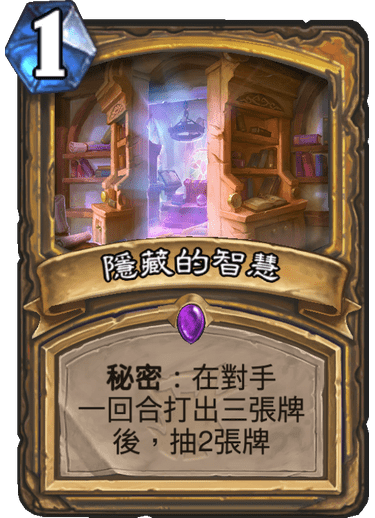 1
隱藏的智慧
秘密：在對手
一回合打出三張牌
後，抽2張牌